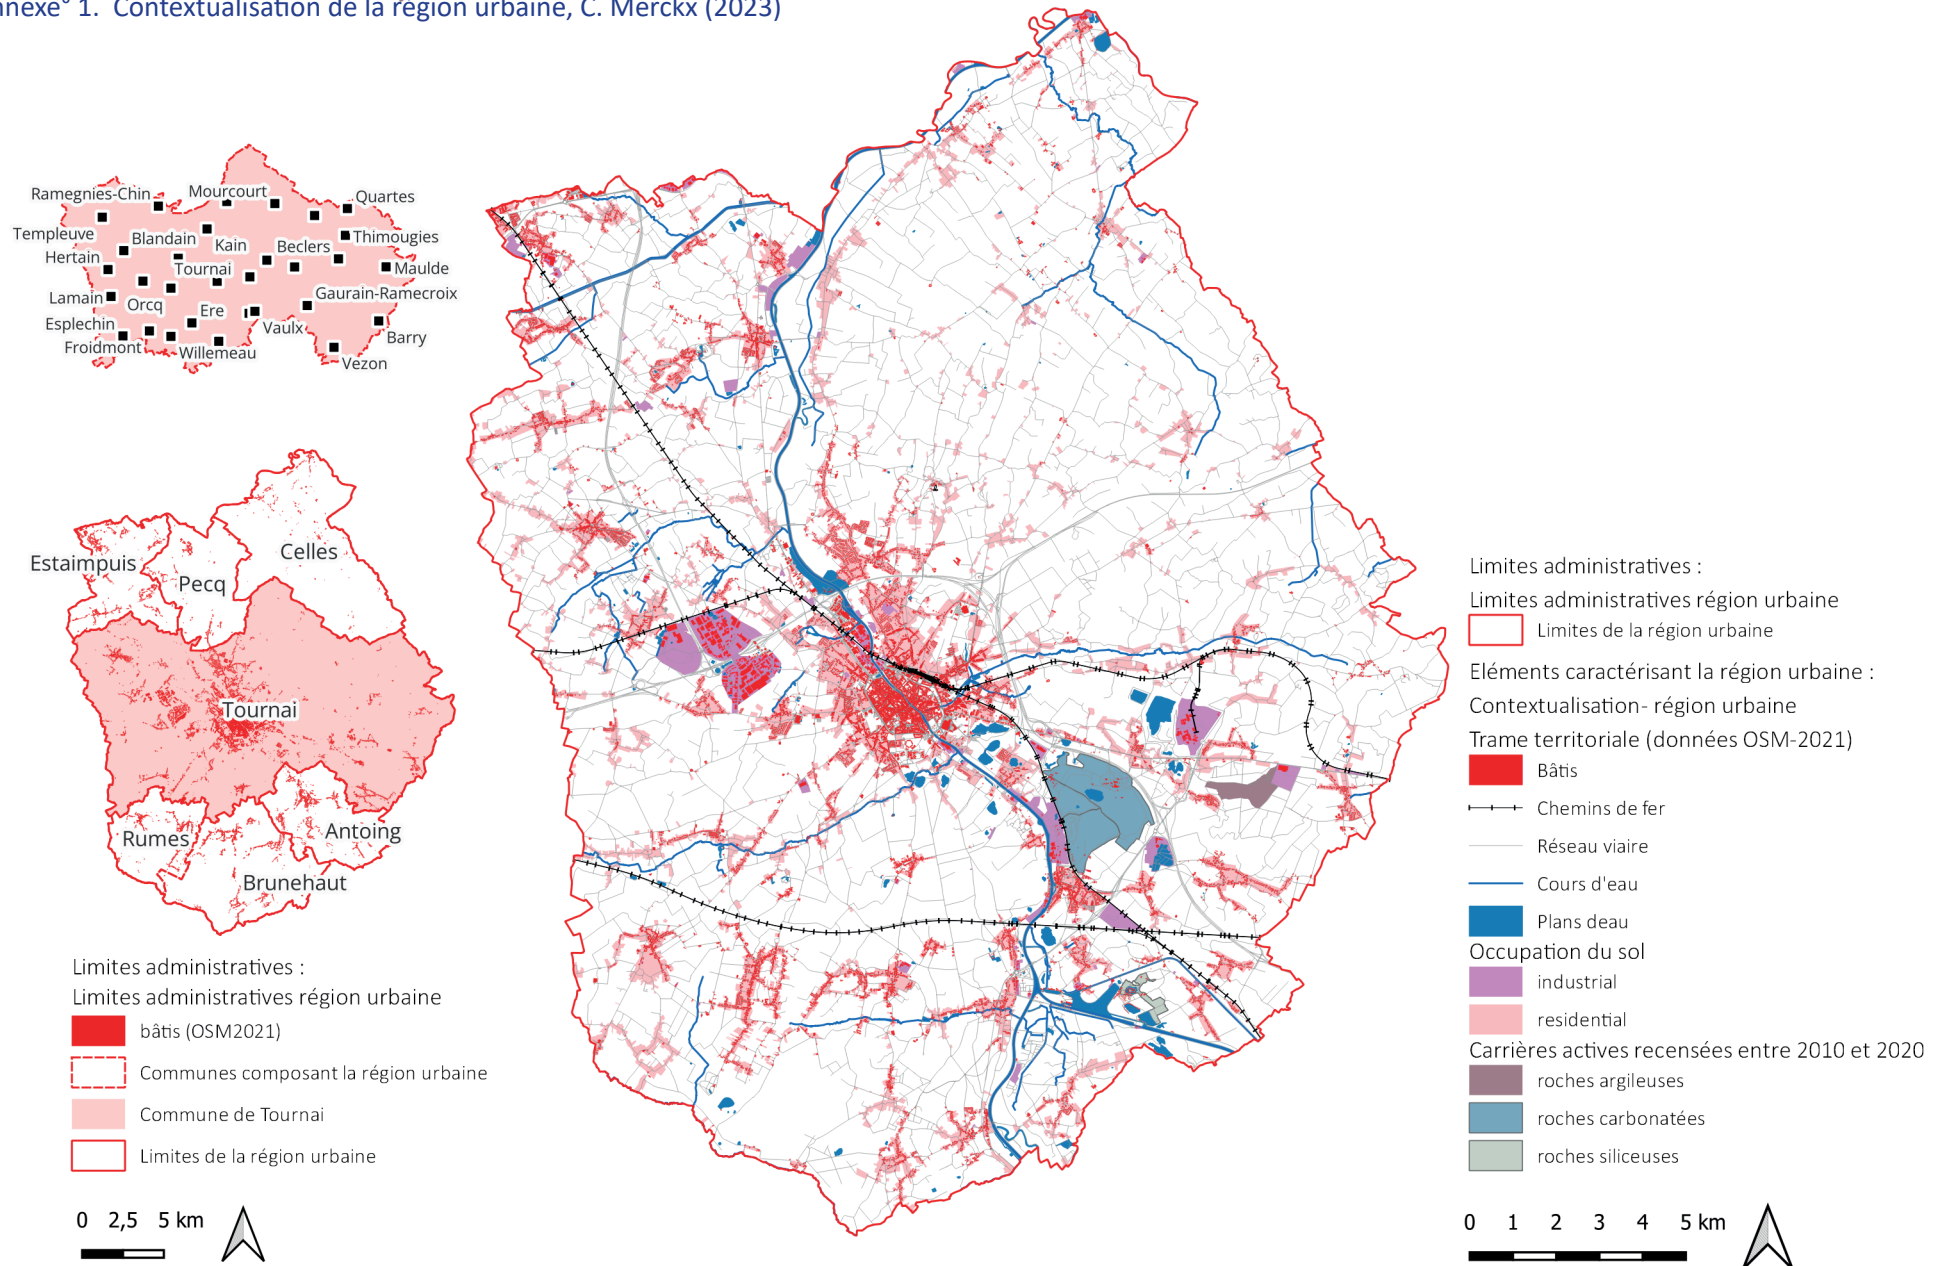 nnexe° 1. Contextualisation de la région urbaine, C. Merckx (2023)
Ramegnies-Chin
Mourcourt
Quartes
Templeuve
Blandain
Kain
Beclers
Thimougies
Hertain
Tournai
Maulde
Lamain
Orcq
Ere
Gaurain-Ramecroix
Esplechin
Vaulx
Barry
Froidmont
Willemeau
Vezon
Estaimpuis
Pecq
Celles
Tournai
Rumes
Antoing
Brunehaut
Limites administratives :
Limites administratives région urbaine
bâtis (OSM2021)
Communes composant la région urbaine
Commune de Tournai
Limites de la région urbaine
0 2,5 5 km
Limites administratives :
Limites administratives région urbaine
Limites de la région urbaine
Eléments caractérisant la région urbaine :
Contextualisation- région urbaine
Trame territoriale (données OSM-2021)
Bâtis
Chemins de fer
Réseau viaire
Cours d'eau
Plans deau
Occupation du sol
industrial
residential
Carrières actives recensées entre 2010 et 2020
roches argileuses
roches carbonatées
roches siliceuses
0 1 2 3 4 5 km